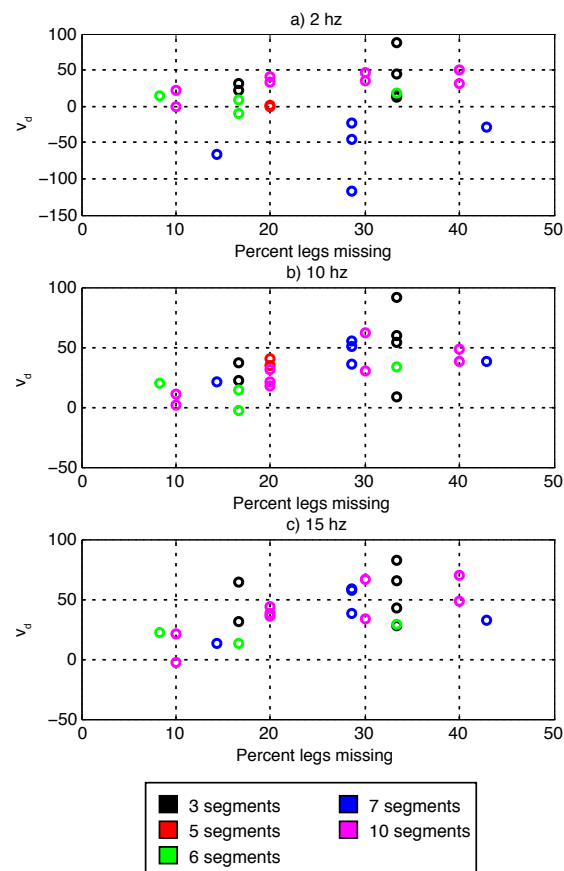 a) 2 hz
100
50
0
−50
−100
−150
v_d
0 10 20 30 40 50
Percent legs missing
b) 10 hz
100
50
0
−50
v_d
0 10 20 30 40 50
Percent legs missing
c) 15 hz
100
50
0
−50
v_d
0 10 20 30 40 50
Percent legs missing
3 segments
5 segments
6 segments
7 segments
10 segments